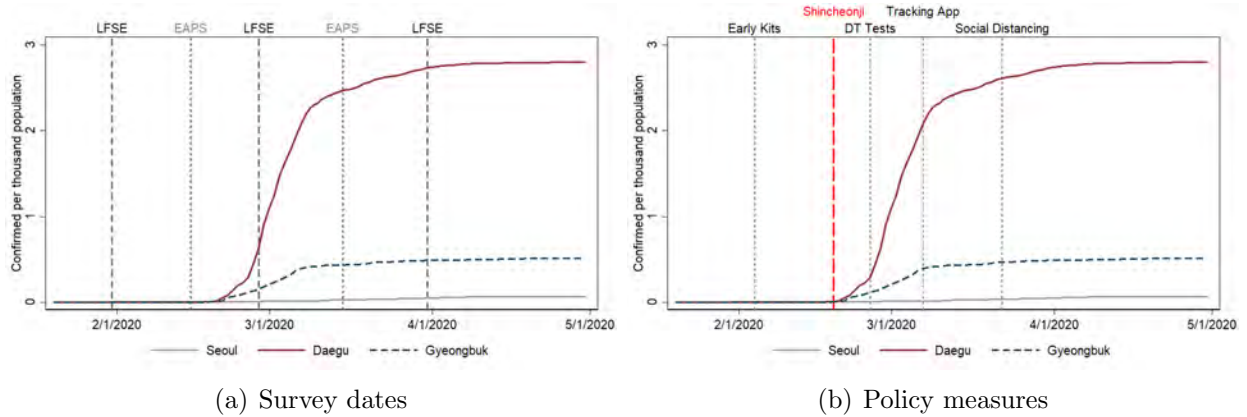 LFSE EAPS LFSE EAPS LFSE
Confirmed per thousand population
3
2
1
0
2/1/2020 3/1/2020 4/1/2020 5/1/2020
Seoul Daegu Gyeongbuk
(a) Survey dates
Shincheonji Tracking App
Early Kits DT Tests Social Distancing
Confirmed per thousand population
3
2
1
0
2/1/2020 3/1/2020 4/1/2020 5/1/2020
Seoul Daegu Gyeongbuk
(b) Policy measures